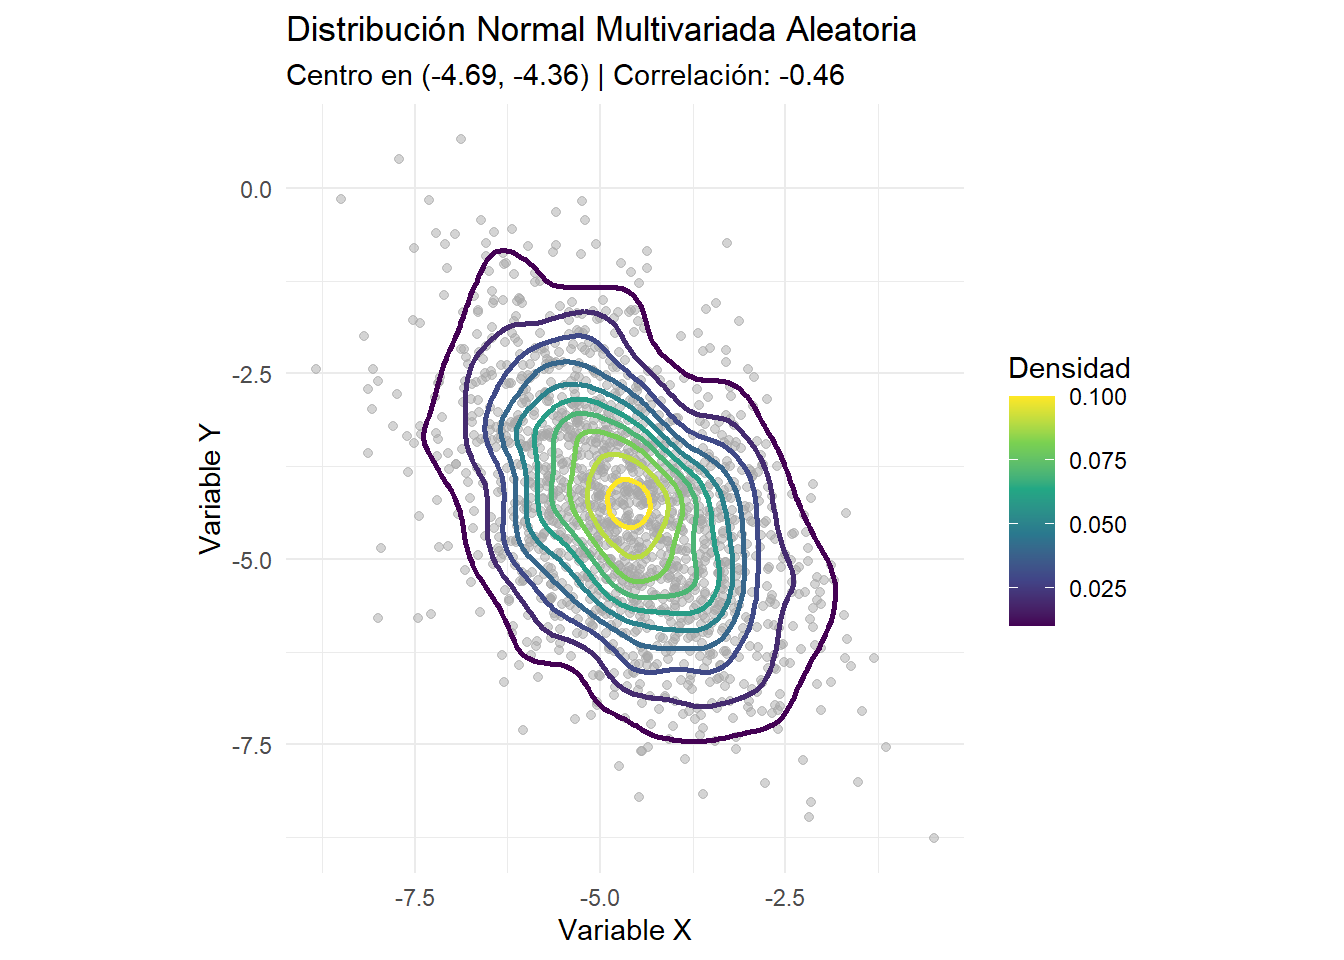 Distribución Normal Multivariada Aleatoria
Centro en (-4.69, -4.36) | Correlación: -0.46
Variable Y
0.0
-2.5
-5.0
-7.5
-7.5
-5.0
-2.5
Variable X
Densidad
0.100
0.075
0.050
0.025